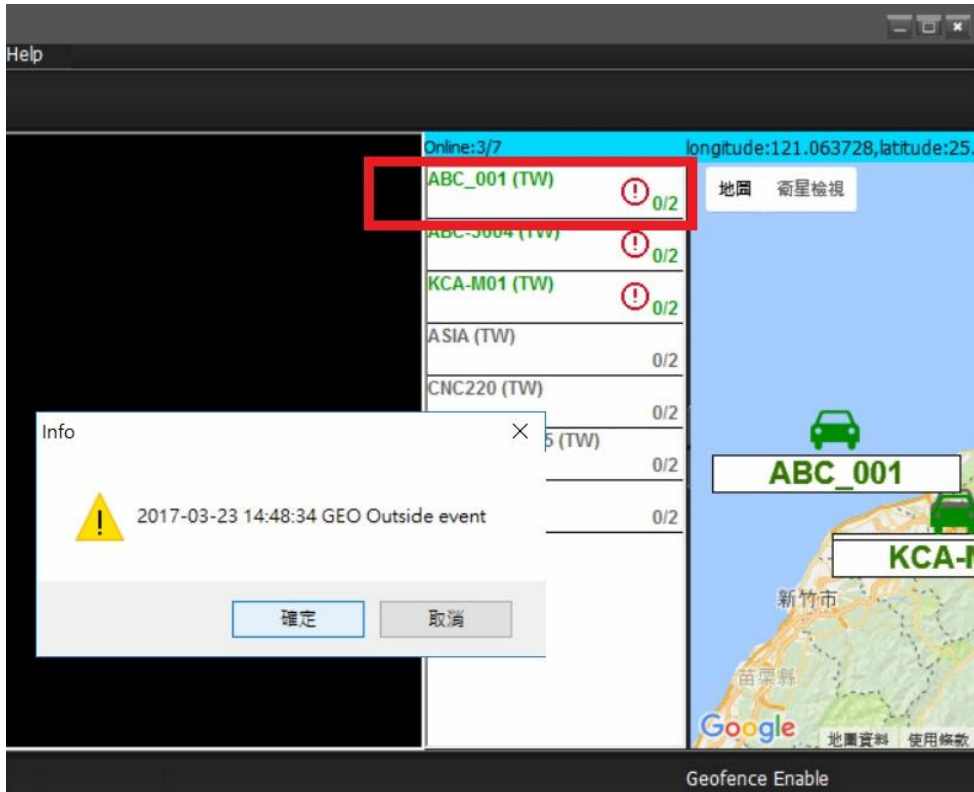 Help
Online:3/7
longitude:121.063728,latitude:25.
ABC_001 (TW)
0/2
ABC-5604 (TW)
0/2
KCA-M01 (TW)
0/2
ASIA (TW)
0/2
CNC220 (TW)
0/2
5 (TW)
0/2
0/2
Info
2017-03-23 14:48:34 GEO Outside event
確定
取消
地圖
衛星檢視
ABC_001
KCA-M
新竹市
苗栗縣
Google
地圖資料
使用條款
Geofence Enable